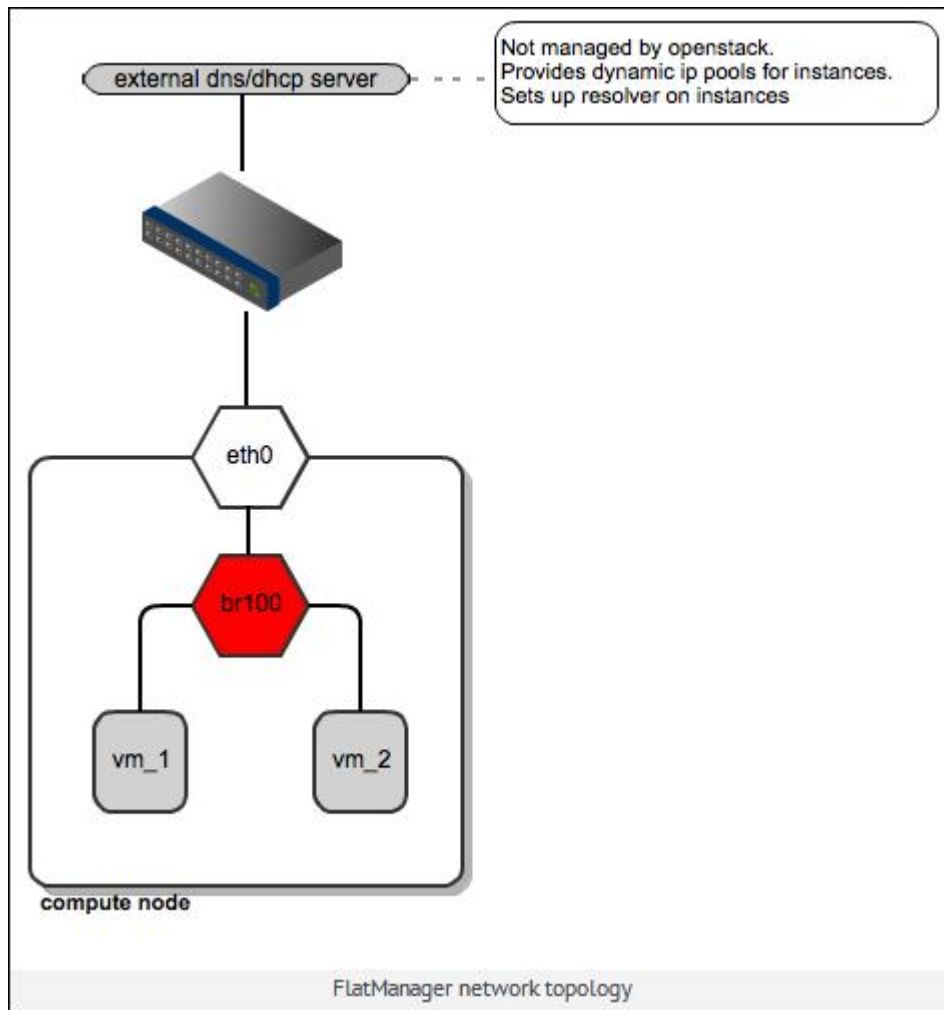 external dns/dhcp server
Not managed by openstack.
Provides dynamic ip pools for instances.
Sets up resolver on instances
eth0
br100
vm_1
vm_2
compute node
FlatManager network topology